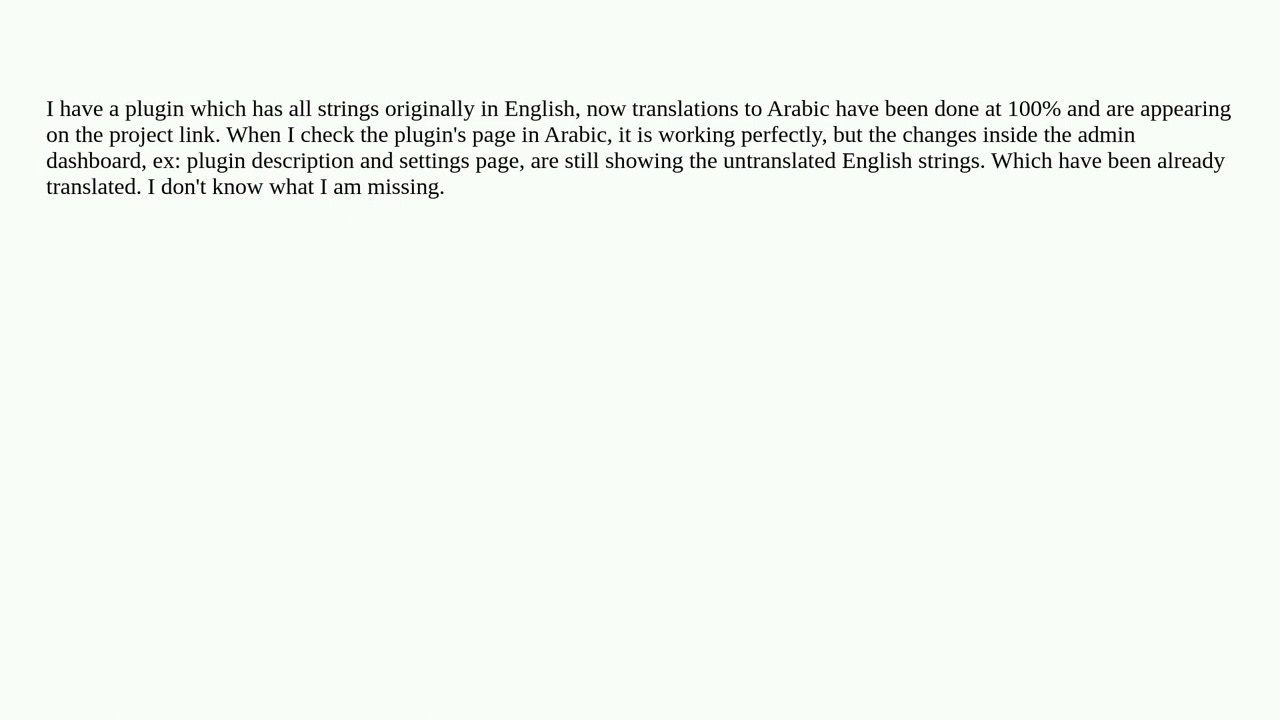 I have a plugin which has all strings originally in English, now translations to Arabic have been done at 100% and are appearing
on the project link. When I check the plugin's page in Arabic, it is working perfectly, but the changes inside the admin
dashboard, ex: plugin description and settings page, are still showing the untranslated English strings. Which have been already
translated. I don't know what I am missing.